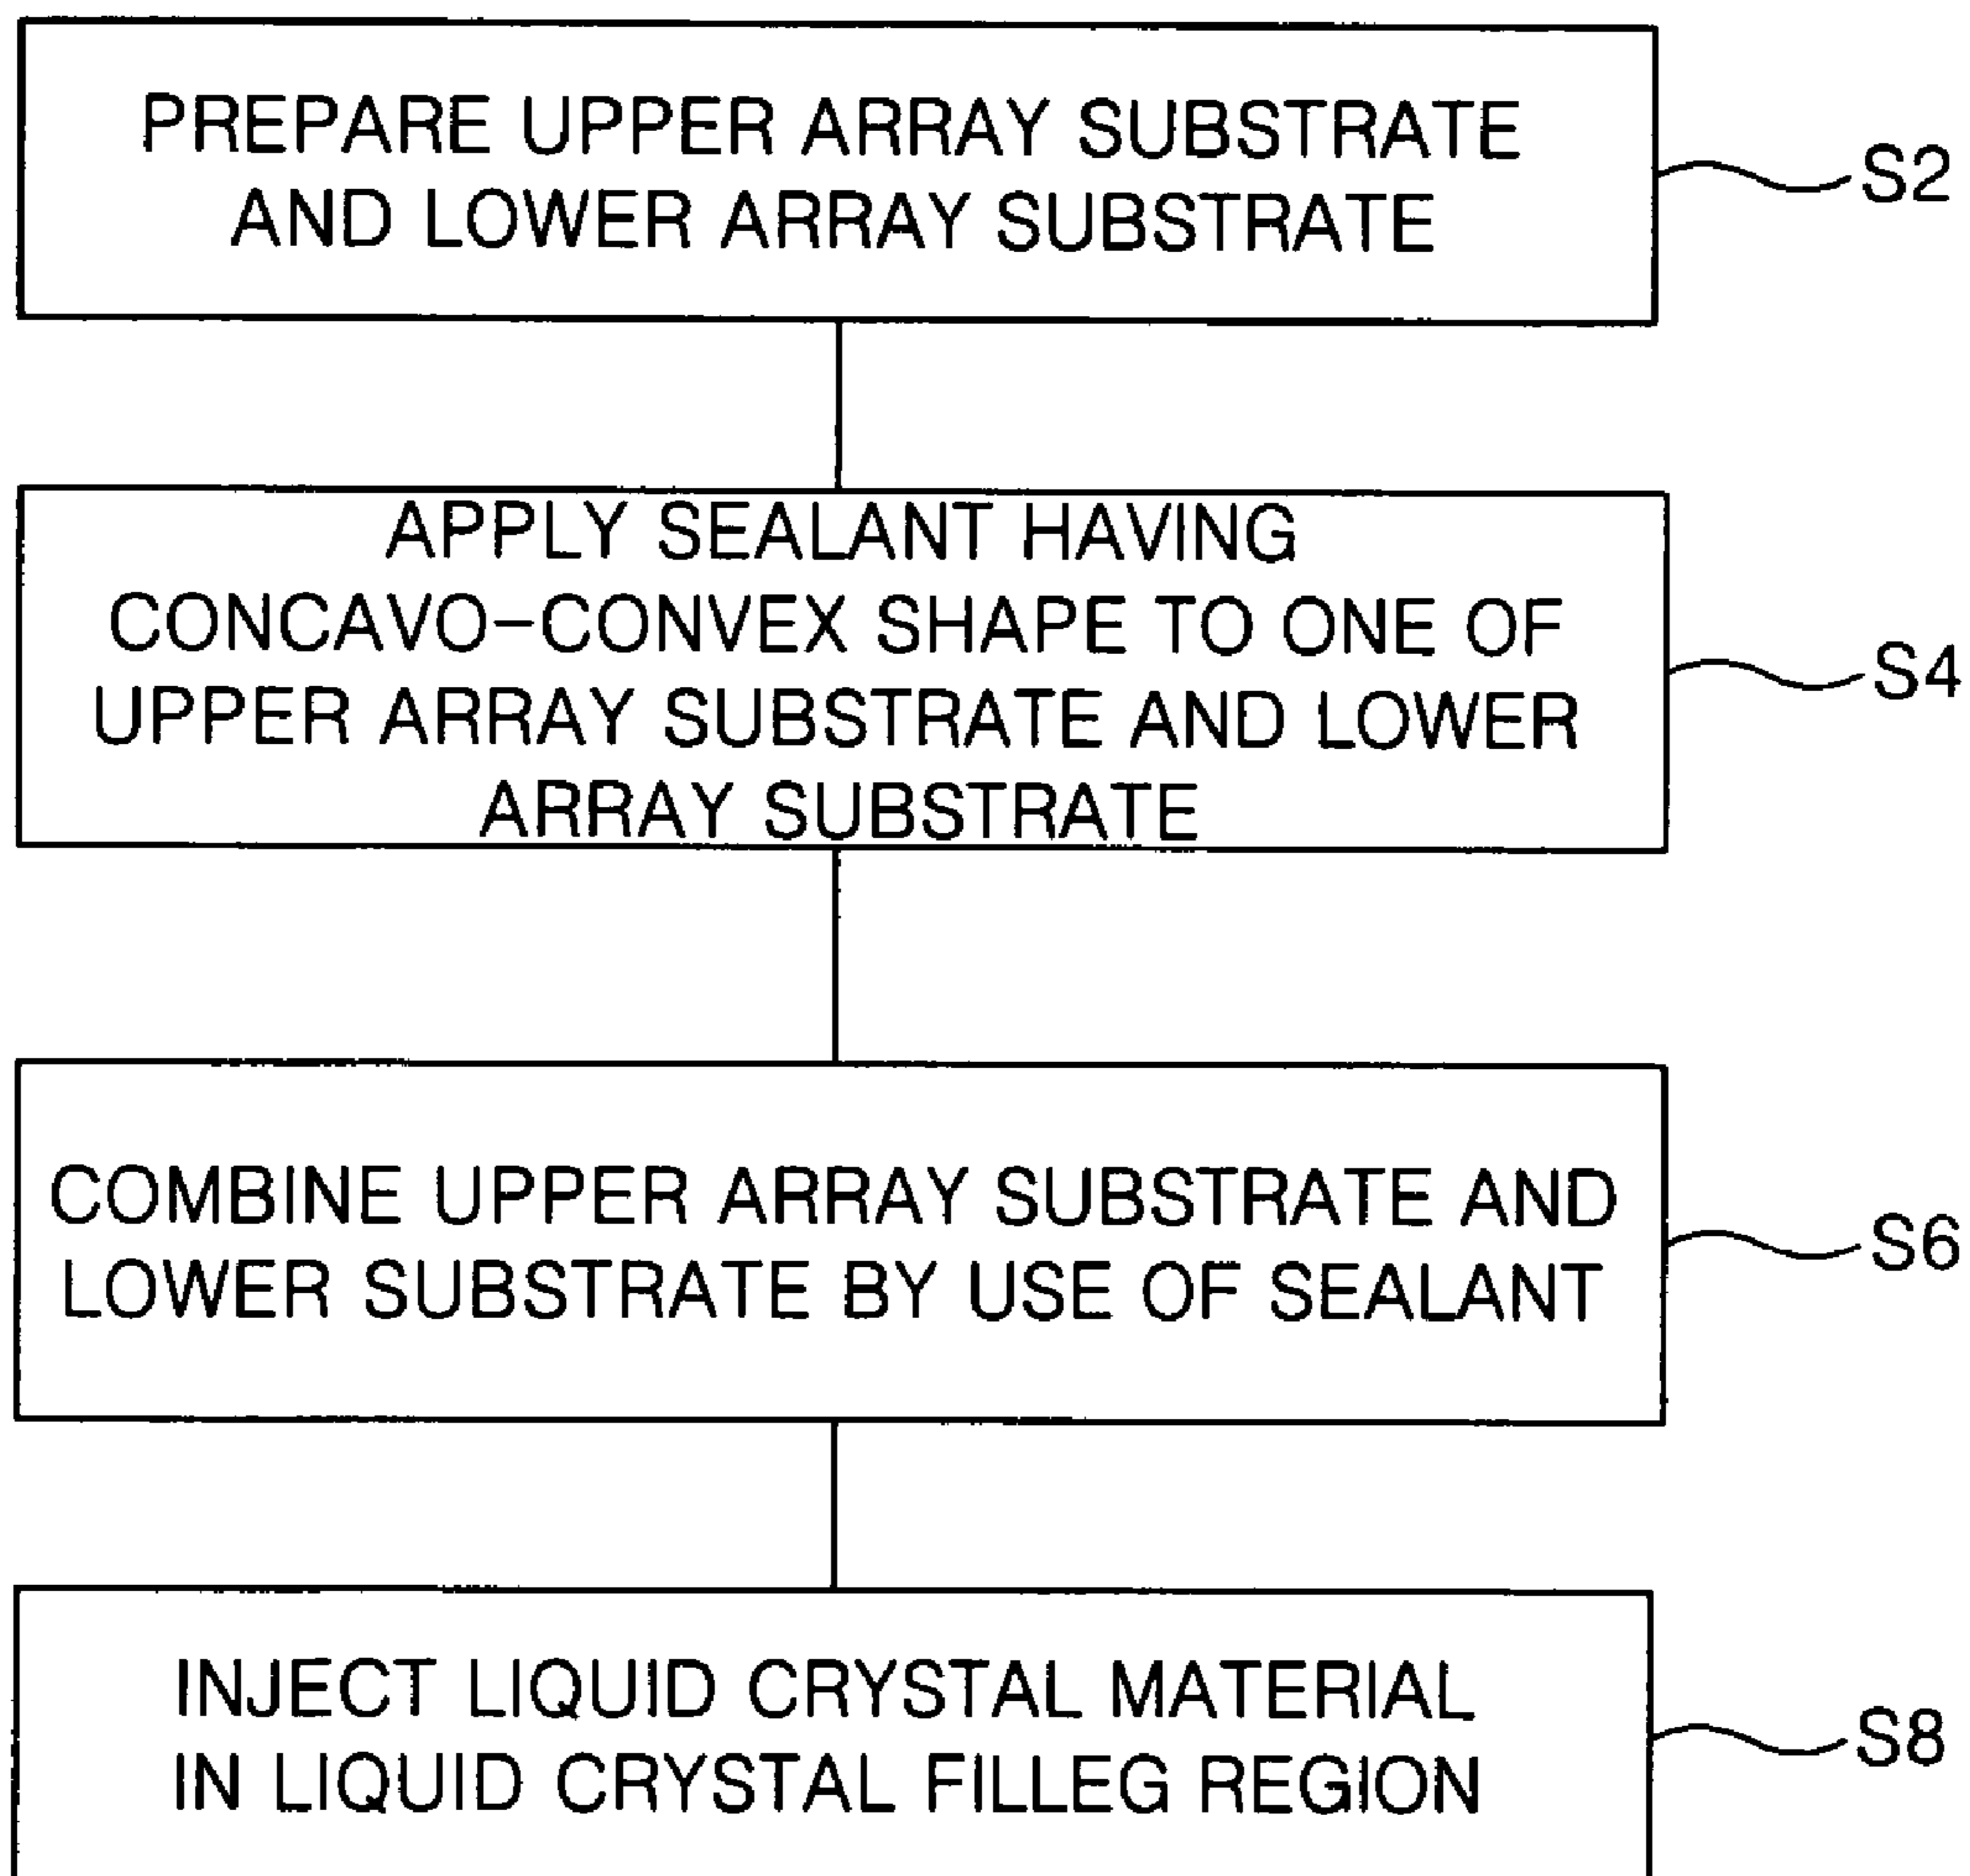 PREPARE UPPER ARRAY SUBSTRATE
AND LOWER ARRAY SUBSTRATE
S2
APPLY SEALANT HAVING
CONCAVO-CONVEX SHAPE TO ONE OF
UPPER ARRAY SUBSTRATE AND LOWER
ARRAY SUBSTRATE
S4
COMBINE UPPER ARRAY SUBSTRATE AND
LOWER SUBSTRATE BY USE OF SEALANT
S6
INJECT LIQUID CRYSTAL MATERIAL
IN LIQUID CRYSTAL FILLEG REGION
S8